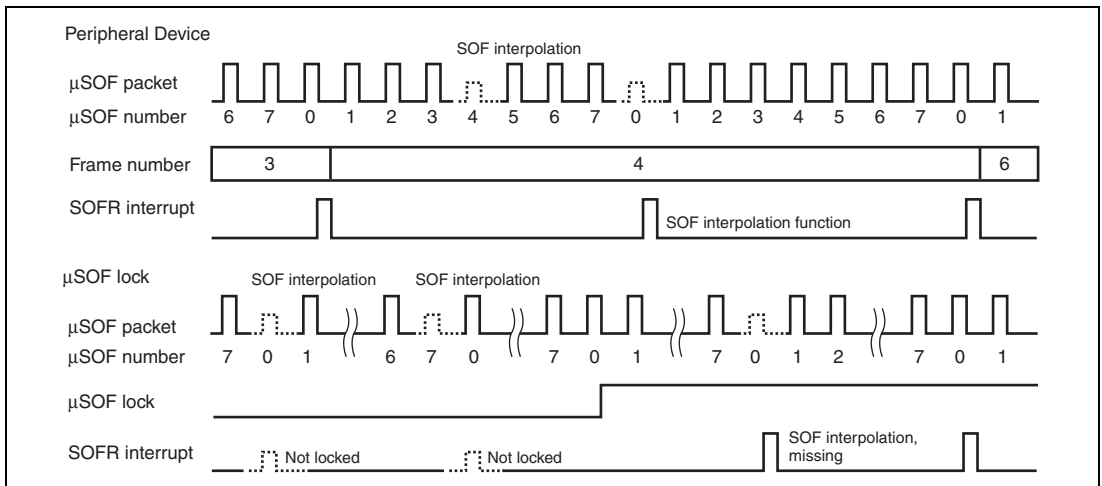 Peripheral Device
SOF interpolation
μSOF packet
μSOF number 6 7 0 1 2 3 4 5 6 7 0 1 2 3 4 5 6 7 0 1
Frame number 3 4 6
SOFR interrupt
SOF interpolation function
μSOF lock
SOF interpolation SOF interpolation
μSOF packet
μSOF number 7 0 1 6 7 0 7 0 1 7 0 1 2 7 0 1
μSOF lock
SOFR interrupt Not locked Not locked SOF interpolation,
missing